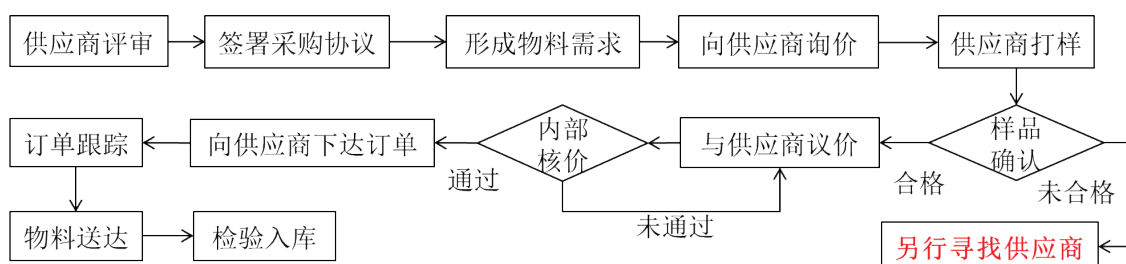 供应商评审
签署采购协议
形成物料需求
向供应商询价
供应商打样
订单跟踪
向供应商下达订单
内部
核价
与供应商议价
样品
确认
通过
合格
未合格
未通过
物料送达
检验入库
另行寻找供应商